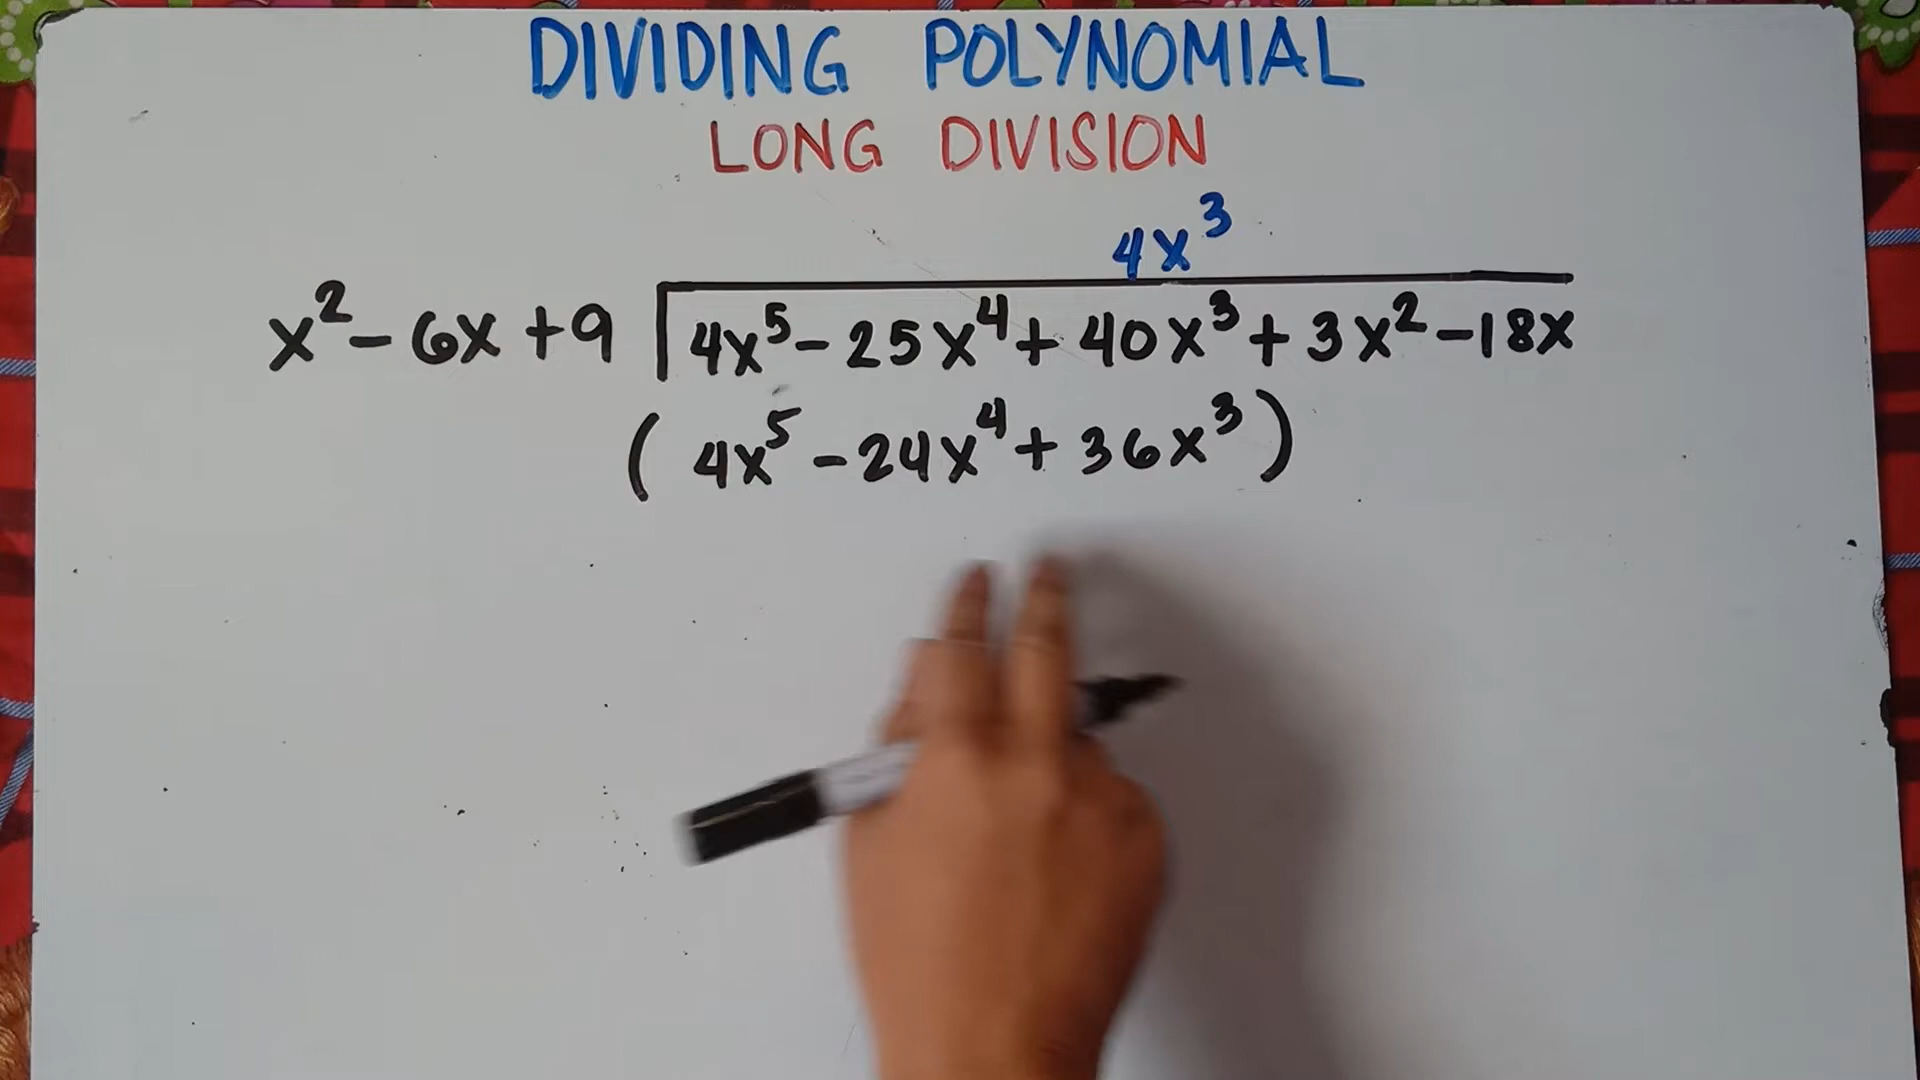 DIVIDING POLYNOMIAL
LONG DIVISION
4x³
x² - 6x + 9 4x⁵ - 25x⁴ + 40x³ + 3x² - 18x
( 4x⁵ - 24x⁴ + 36x³ )